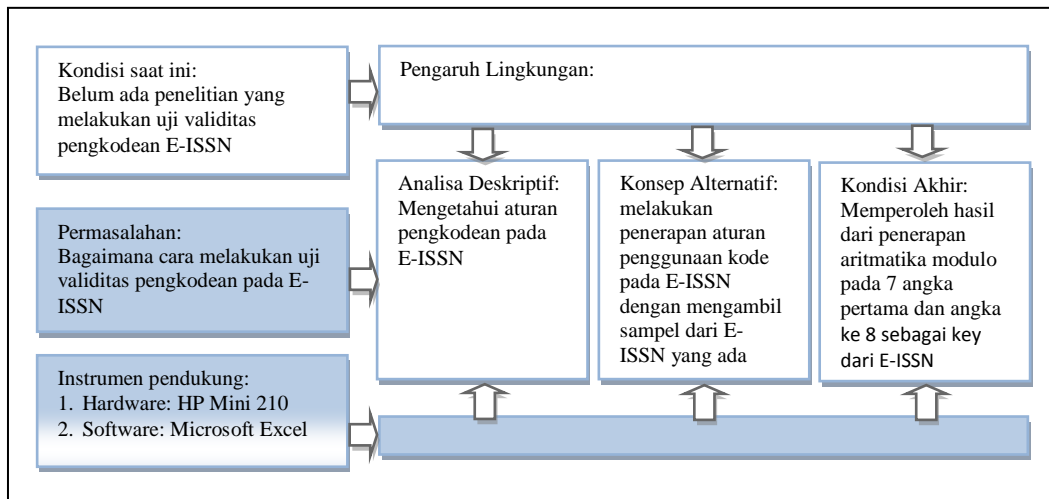 Kondisi saat ini:
Belum ada penelitian yang
melakukan uji validitas
pengkodean E-ISSN
Pengaruh Lingkungan:
Permasalahan:
Bagaimana cara melakukan uji
validitas pengkodean pada E-
ISSN
Analisa Deskriptif:
Mengetahui aturan
pengkodean pada
E-ISSN
Konsep Alternatif:
melakukan
penerapan aturan
penggunaan kode
pada E-ISSN
dengan mengambil
sampel dari E-
ISSN yang ada
Kondisi Akhir:
Memperoleh hasil
dari penerapan
aritmatika modulo
pada 7 angka
pertama dan angka
ke 8 sebagai key
dari E-ISSN
Instrumen pendukung:
1. Hardware: HP Mini 210
2. Software: Microsoft Excel